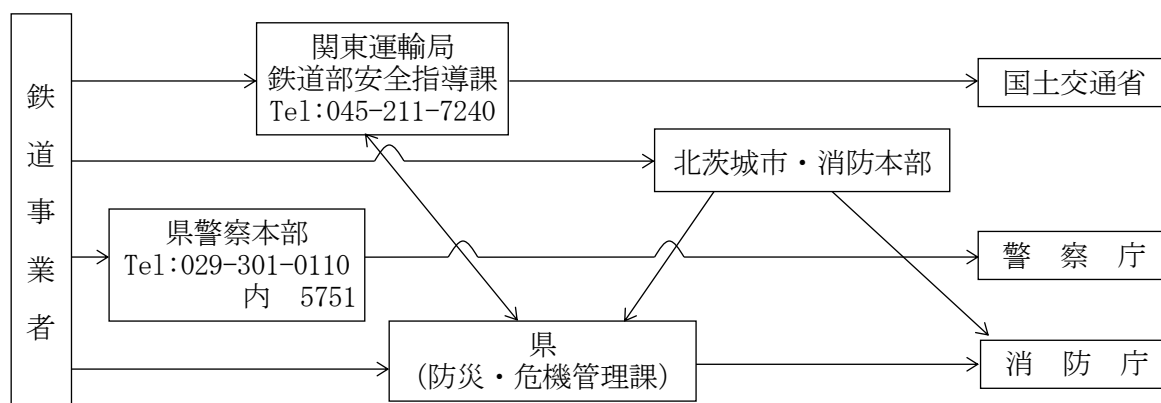 鉄道事業者
関東運輸局
鉄道部安全指導課
Tel:045-211-7240
国土交通省
北茨城市・消防本部
県警察本部
Tel:029-301-0110
内　5751
警　察　庁
県
(防災・危機管理課)
消　防　庁